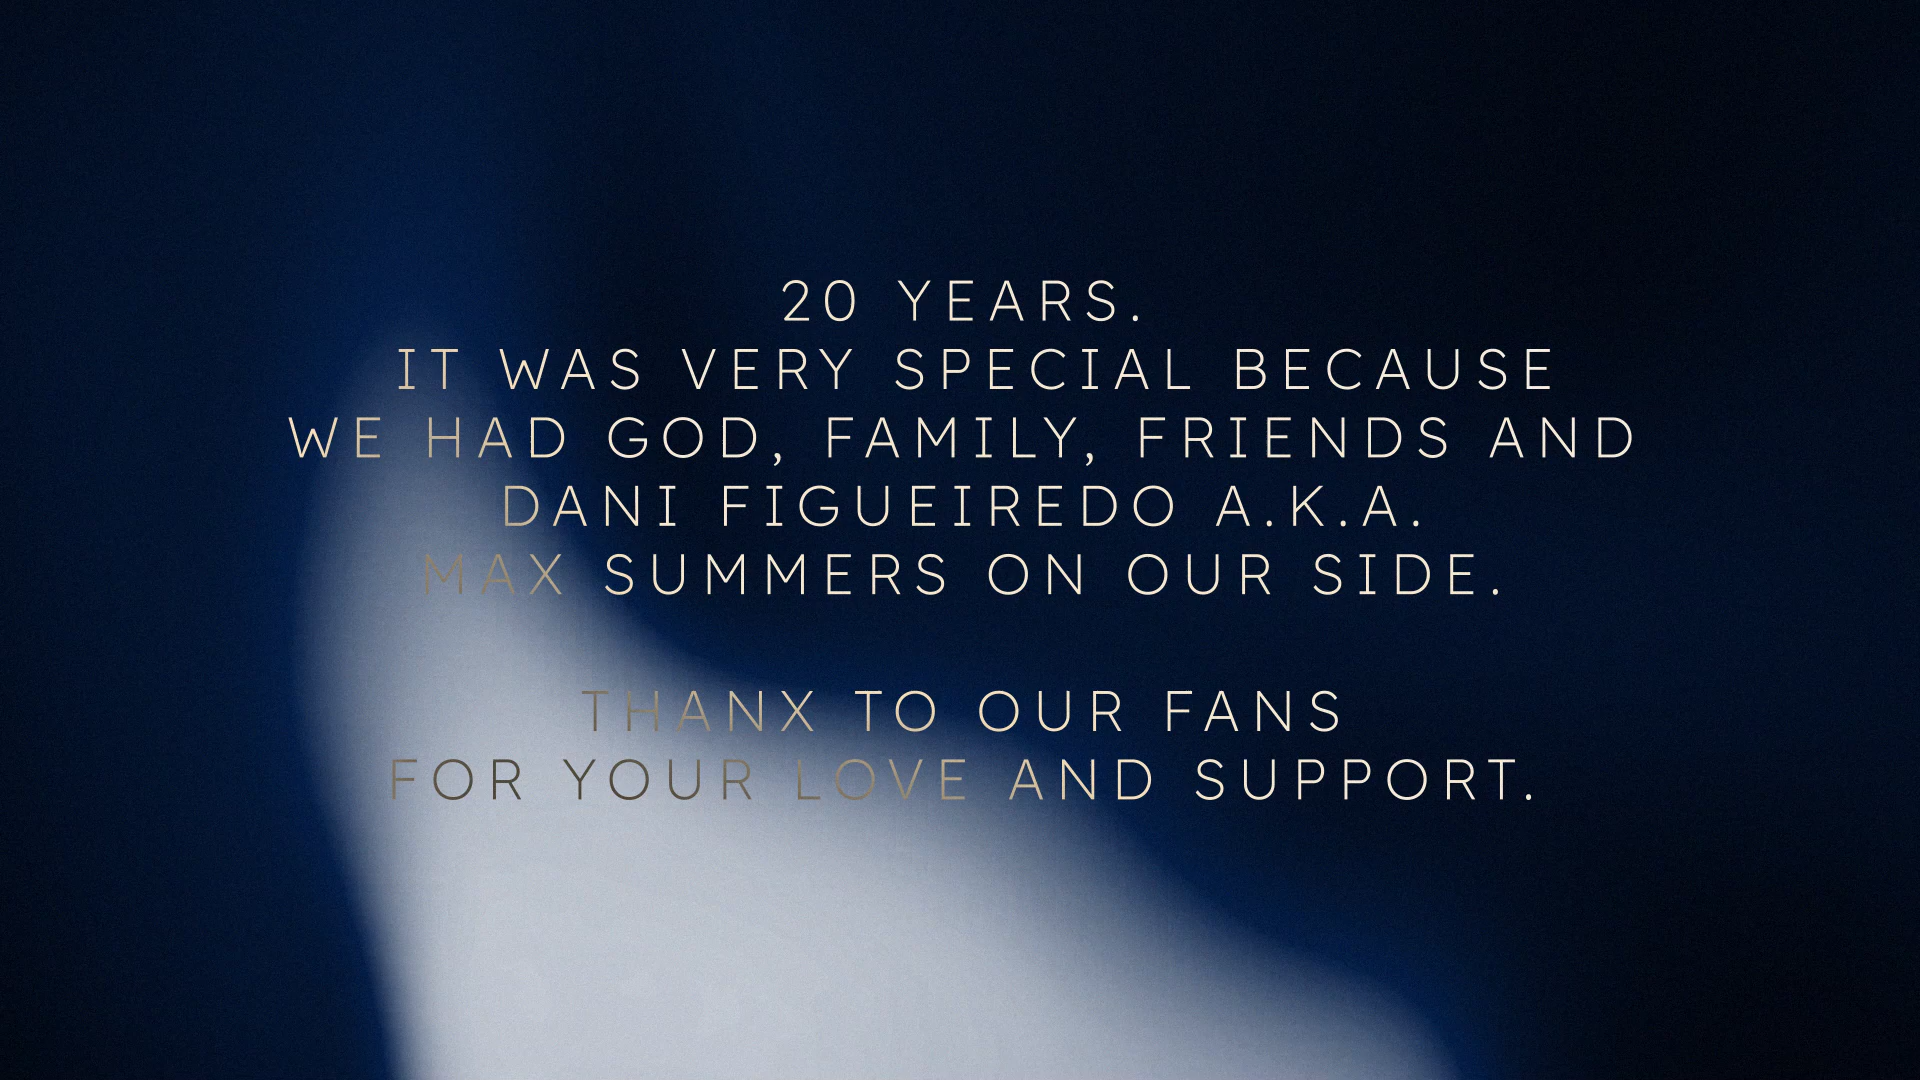 20 YEARS.
IT WAS VERY SPECIAL BECAUSE
WE HAD GOD, FAMILY, FRIENDS AND
DANI FIGUEIREDO A.K.A.
MAX SUMMERS ON OUR SIDE.
THANX TO OUR FANS
FOR YOUR LOVE AND SUPPORT.